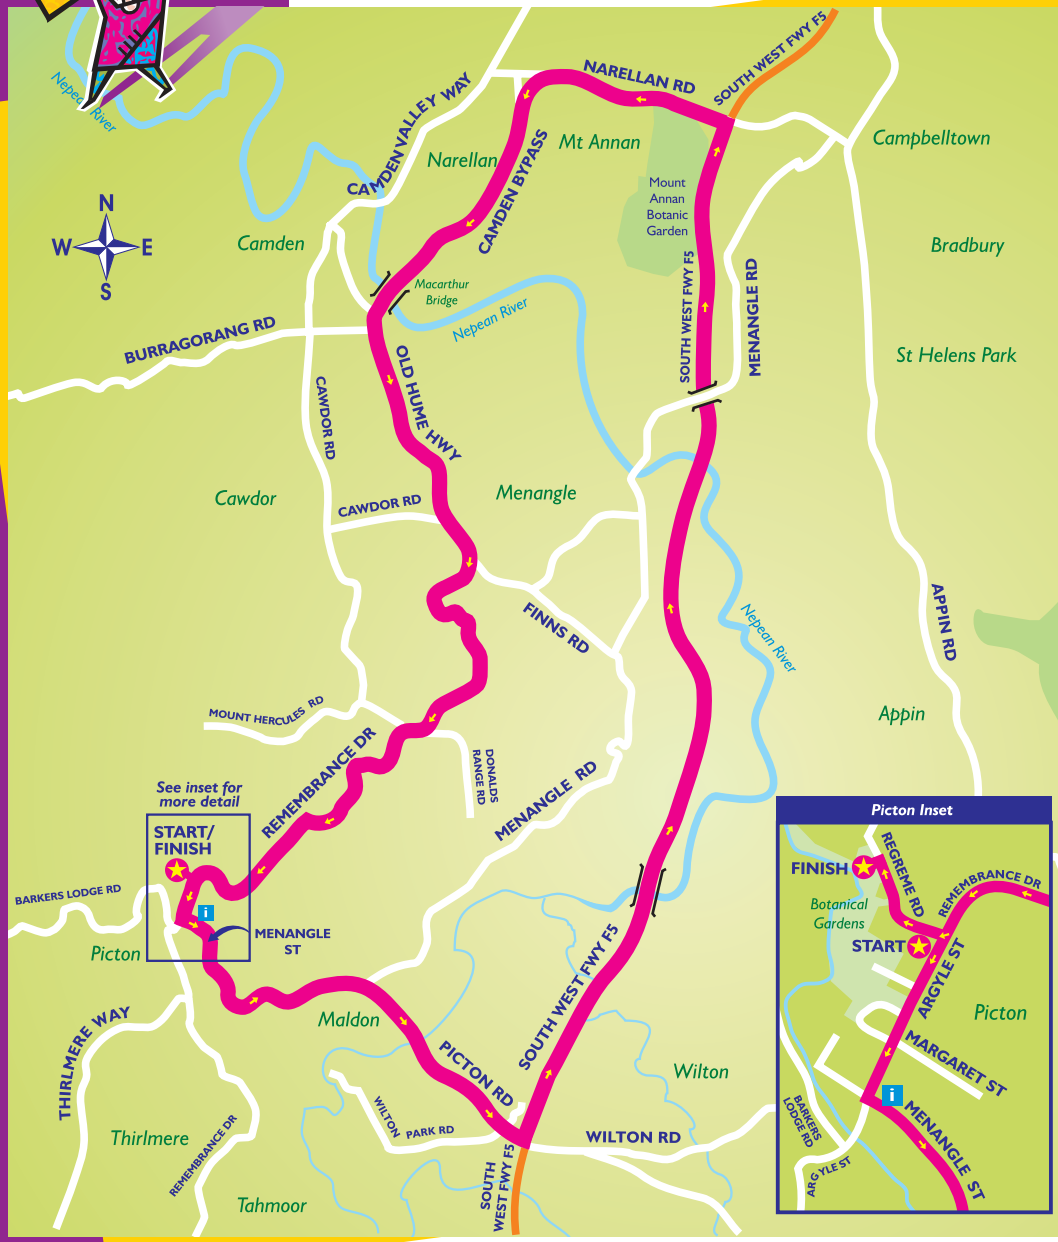 Nepean River
N
W E
S
CAMDEN VALLEY WAY
NARELLAN RD
SOUTH WEST FWY F5
Narellan
Mt Annan
CAMDEN BYPASS
Campbelltown
Mount
Annan
Botanic
Garden
Camden
Bradbury
Macarthur
Bridge
Nepean River
SOUTH WEST FWY F5
MENANGLE RD
BURRAGORANG RD
St Helens Park
OLD HUME HWY
CAWDOR RD
Cawdor
CAWDOR RD
Menangle
FINNS RD
Nepean River
APPIN RD
Appin
MOUNT HERCULES RD
REMEMBRANCE DR
DONALDS
RANGE RD
MENANGLE RD
See inset for
more detail
START/
FINISH
BARKERS LODGE RD
i
MENANGLE
ST
Picton
SOUTH WEST FWY F5
Maldon
THIRLMERE WAY
PICTON RD
Wilton
WILTON PARK RD
WILTON RD
Thirlmere
REMEMBRANCE DR
SOUTH
WEST FWY F5
Tahmoor
Picton Inset
REGREME RD
FINISH
REMEMBRANCE DR
Botanical
Gardens
START
ARGYLE ST
Picton
MARGARET ST
i
MENANGLE ST
BARKERS
LODGE RD
ARGYLE ST